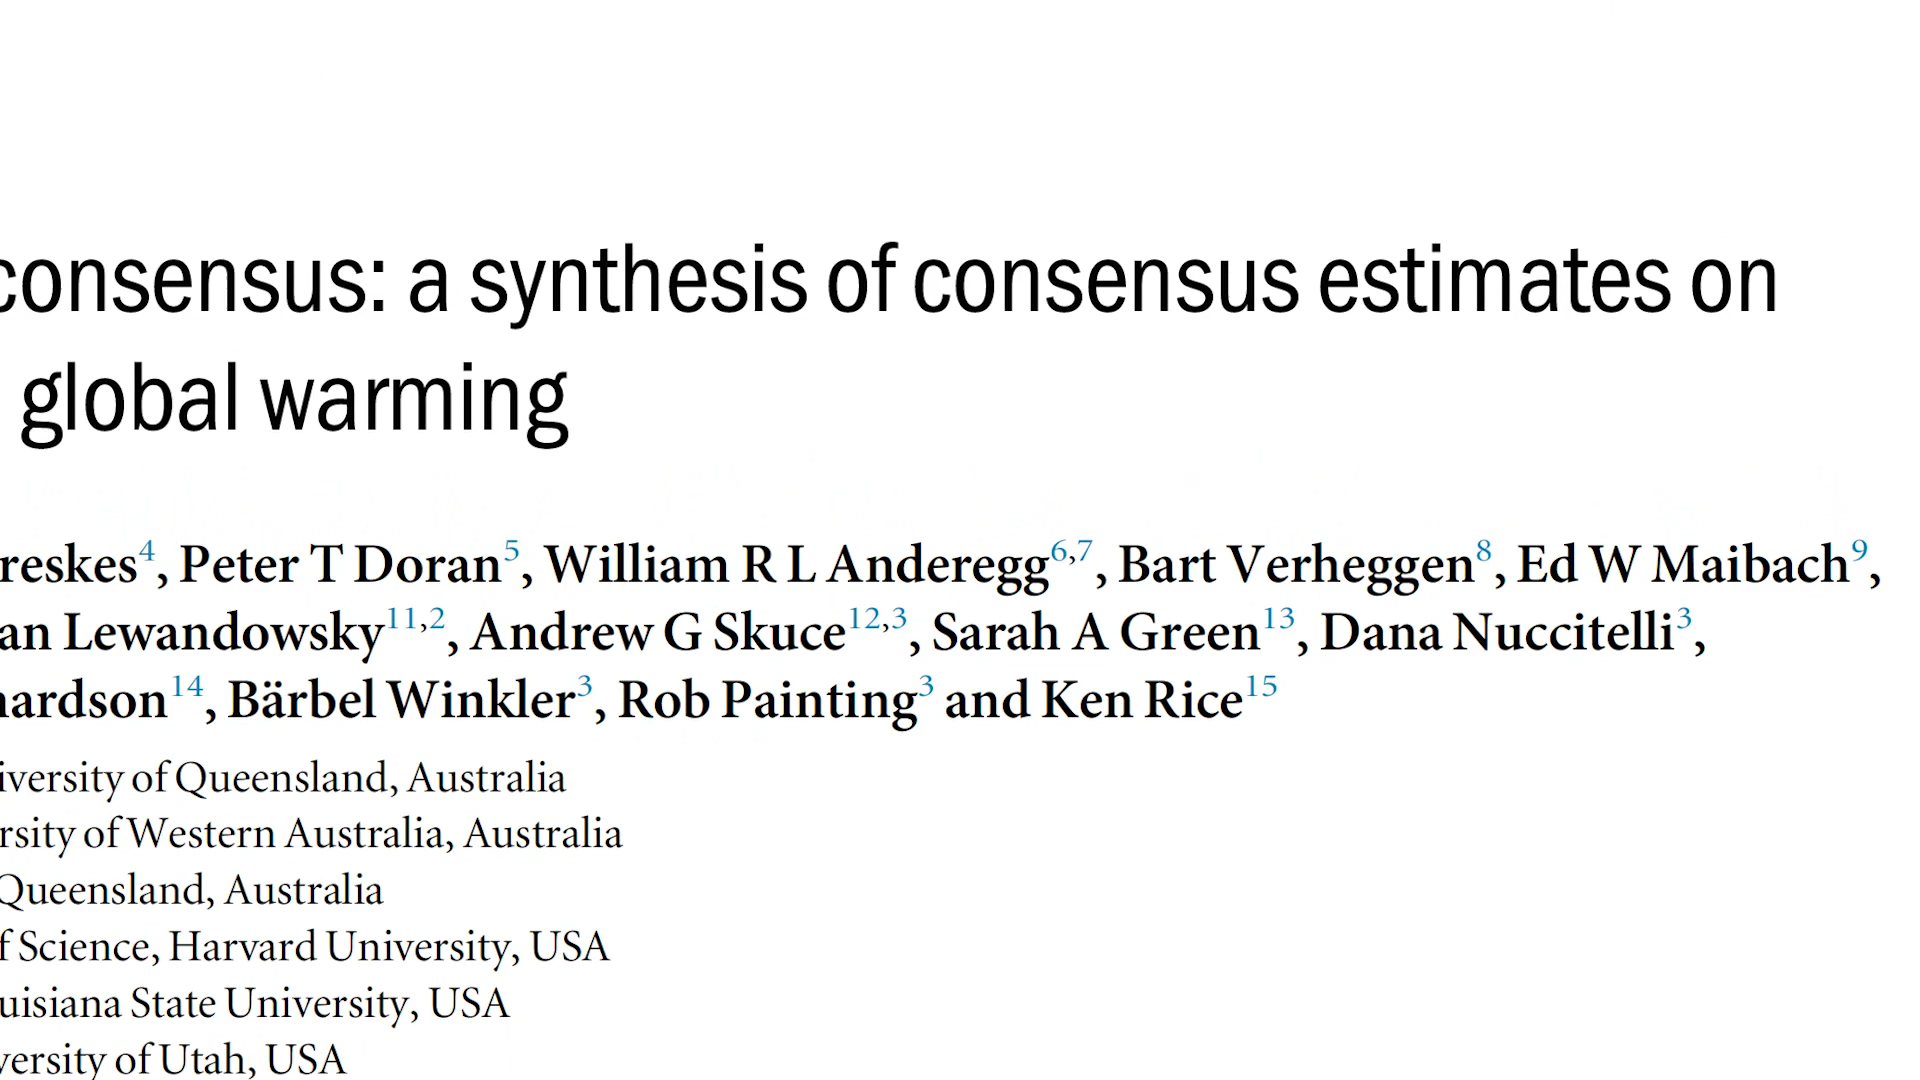 consensus: a synthesis of consensus estimates on
global warming
reskes4, Peter T Doran5, William R L Anderegg6,7, Bart Verheggen8, Ed W Maibach9,
an Lewandowsky11,2, Andrew G Skuce12,3, Sarah A Green13, Dana Nuccitelli3,
hardson14, Bärbel Winkler3, Rob Painting3 and Ken Rice15
iversity of Queensland, Australia
rsity of Western Australia, Australia
Queensland, Australia
f Science, Harvard University, USA
uisiana State University, USA
versity of Utah, USA